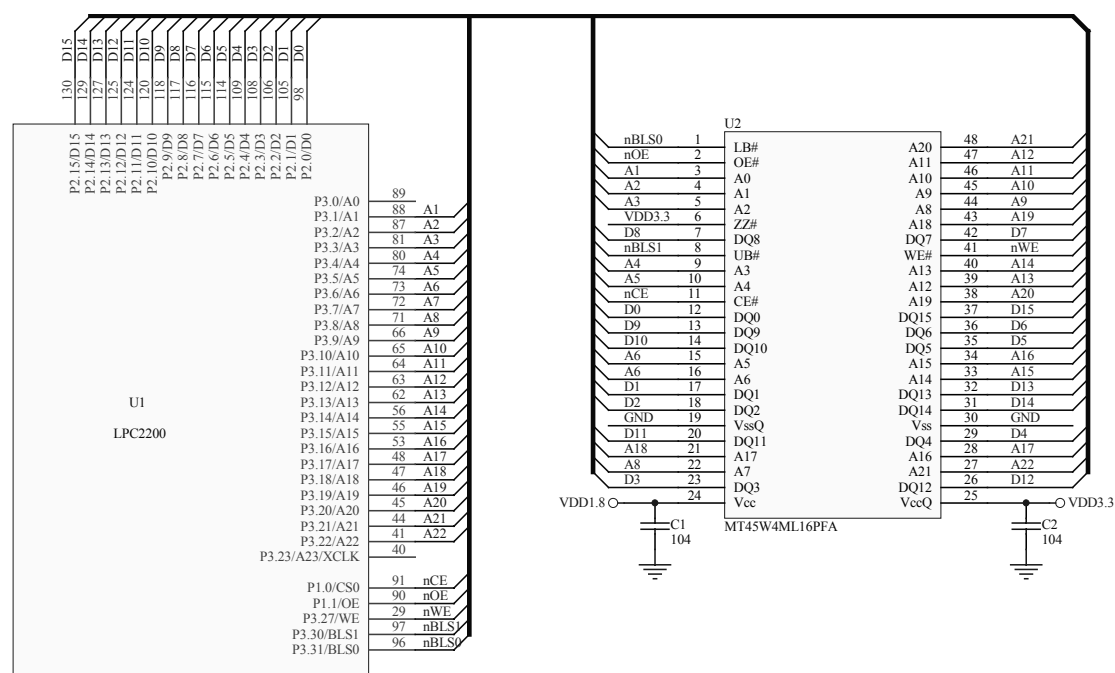 D15 D14 D13 D12 D11 D10 D9 D8 D7 D6 D5 D4 D3 D2 D1 D0
130 129 127 125 124 120 118 117 116 115 114 109 108 106 105 98
P2.15/D15 P2.14/D14 P2.13/D13 P2.12/D12 P2.11/D11 P2.10/D10 P2.9/D9 P2.8/D8 P2.7/D7 P2.6/D6 P2.5/D5 P2.4/D4 P2.3/D3 P2.2/D2 P2.1/D1 P2.0/D0
P3.0/A0 89
P3.1/A1 88 A1
P3.2/A2 87 A2
P3.3/A3 81 A3
P3.4/A4 80 A4
P3.5/A5 74 A5
P3.6/A6 73 A6
P3.7/A7 72 A7
P3.8/A8 71 A8
P3.9/A9 66 A9
P3.10/A10 65 A10
P3.11/A11 64 A11
P3.12/A12 63 A12
P3.13/A13 62 A13
P3.14/A14 56 A14
P3.15/A15 55 A15
P3.16/A16 53 A16
P3.17/A17 48 A17
P3.18/A18 47 A18
P3.19/A19 46 A19
P3.20/A20 45 A20
P3.21/A21 44 A21
P3.22/A22 41 A22
P3.23/A23/XCLK 40
P1.0/CS0 91 nCE
P1.1/OE 90 nOE
P3.27/WE 29 nWE
P3.30/BLS1 97 nBLS1
P3.31/BLS0 96 nBLS0
U1
LPC2200
U2
nBLS0 1 LB# A20 48 A21
nOE 2 OE# A11 47 A12
A1 3 A0 A10 46 A11
A2 4 A1 A9 45 A10
A3 5 A2 A8 44 A9
VDD3.3 6 ZZ# A18 43 A19
D8 7 DQ8 DQ7 42 D7
nBLS1 8 UB# WE# 41 nWE
A4 9 A3 A13 40 A14
A5 10 A4 A12 39 A13
nCE 11 CE# A19 38 A20
D0 12 DQ0 DQ15 37 D15
D9 13 DQ9 DQ6 36 D6
D10 14 DQ10 DQ5 35 D5
A6 15 A5 A15 34 A16
A6 16 A6 A14 33 A15
D1 17 DQ1 DQ13 32 D13
D2 18 DQ2 DQ14 31 D14
GND 19 VssQ Vss 30 GND
D11 20 DQ11 DQ4 29 D4
A18 21 A17 A16 28 A17
A8 22 A7 A21 27 A22
D3 23 DQ3 DQ12 26 D12
VDD1.8 24 Vcc VccQ 25 VDD3.3
MT45W4ML16PFA
C1
104
C2
104